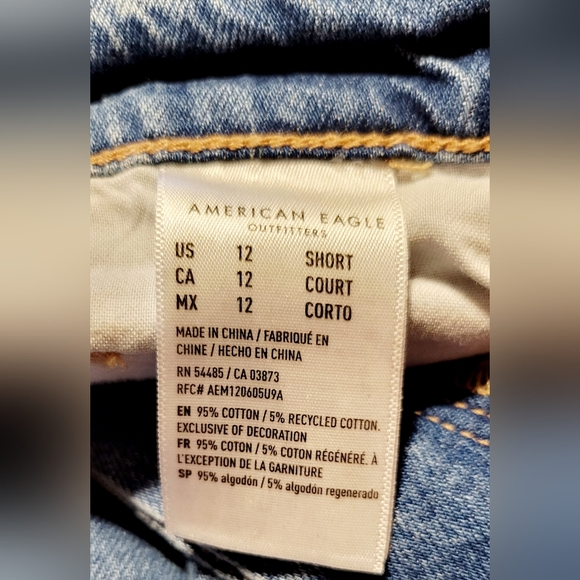 AMERICAN EAGLE
OUTFITTERS
US 12 SHORT
CA 12 COURT
MX 12 CORTO
MADE IN CHINA / FABRIQUÉ EN
CHINE / HECHO EN CHINA
RN 54485 / CA 03873
RFC# AEM120605U9A
EN 95% COTTON / 5% RECYCLED COTTON.
EXCLUSIVE OF DECORATION
FR 95% COTON / 5% COTON RÉGÉNÉRÉ. À
L'EXCEPTION DE LA GARNITURE
SP 95% algodón / 5% algodón regenerado